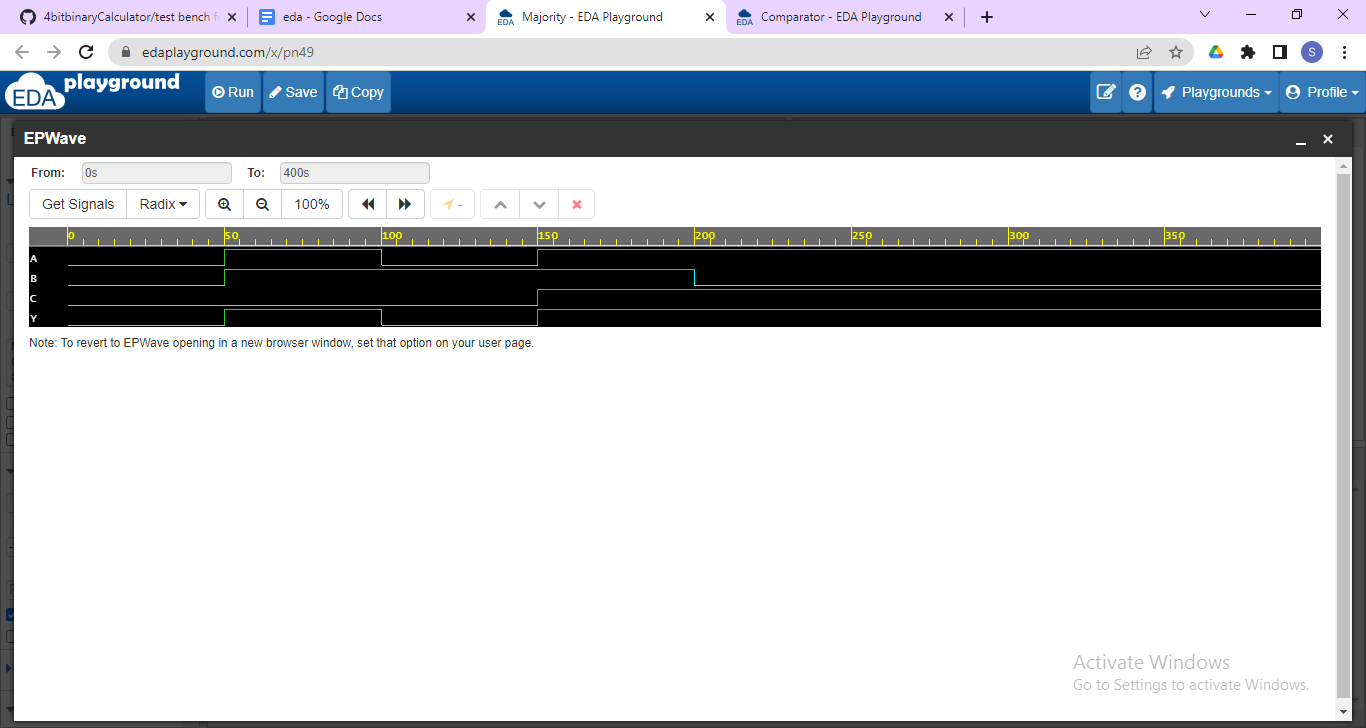 4bitbinaryCalculator/test bench f
eda - Google Docs
Majority - EDA Playground
Comparator - EDA Playground
edaplayground.com/x/pn49
S
EDA playground
Run
Save
Copy
Playgrounds
Profile
EPWave
From:
0s
To:
400s
Get Signals
Radix
100%
-
0
50
100
150
200
250
300
350
A
B
C
Y
Note: To revert to EPWave opening in a new browser window, set that option on your user page.
Activate Windows
Go to Settings to activate Windows.